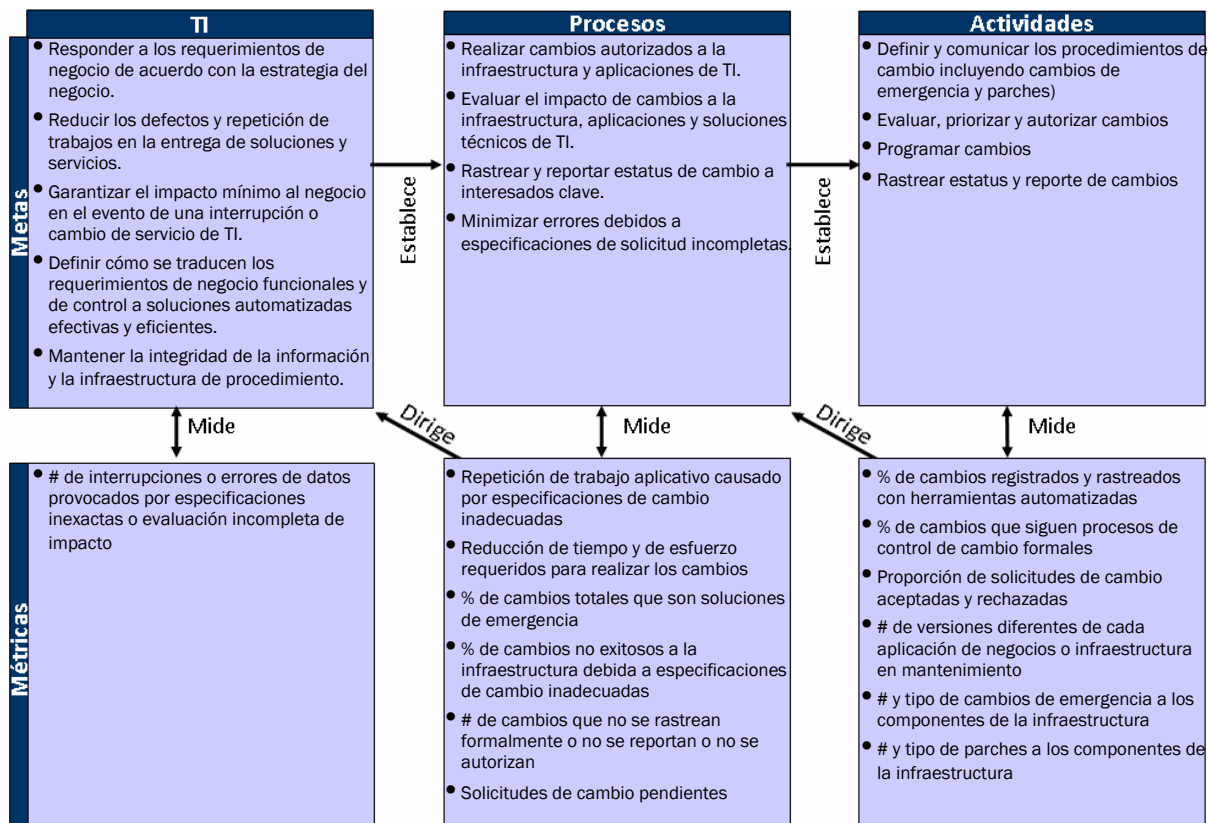 TI
Procesos
Actividades
Metas
• Responder a los requerimientos de
negocio de acuerdo con la estrategia del
negocio.
• Reducir los defectos y repetición de
trabajos en la entrega de soluciones y
servicios.
• Garantizar el impacto mínimo al negocio
en el evento de una interrupción o
cambio de servicio de TI.
• Definir cómo se traducen los
requerimientos de negocio funcionales y
de control a soluciones automatizadas
efectivas y eficientes.
• Mantener la integridad de la información
y la infraestructura de procedimiento.
Establece
• Realizar cambios autorizados a la
infraestructura y aplicaciones de TI.
• Evaluar el impacto de cambios a la
infraestructura, aplicaciones y soluciones
técnicos de TI.
• Rastrear y reportar estatus de cambio a
interesados clave.
• Minimizar errores debidos a
especificaciones de solicitud incompletas.
Establece
• Definir y comunicar los procedimientos de
cambio incluyendo cambios de
emergencia y parches)
• Evaluar, priorizar y autorizar cambios
• Programar cambios
• Rastrear estatus y reporte de cambios
Mide
Dirige
Mide
Dirige
Mide
Métricas
• # de interrupciones o errores de datos
provocados por especificaciones
inexactas o evaluación incompleta de
impacto
• Repetición de trabajo aplicativo causado
por especificaciones de cambio
inadecuadas
• Reducción de tiempo y de esfuerzo
requeridos para realizar los cambios
• % de cambios totales que son soluciones
de emergencia
• % de cambios no exitosos a la
infraestructura debida a especificaciones
de cambio inadecuadas
• # de cambios que no se rastrean
formalmente o no se reportan o no se
autorizan
• Solicitudes de cambio pendientes
• % de cambios registrados y rastreados
con herramientas automatizadas
• % de cambios que siguen procesos de
control de cambio formales
• Proporción de solicitudes de cambio
aceptadas y rechazadas
• # de versiones diferentes de cada
aplicación de negocios o infraestructura
en mantenimiento
• # y tipo de cambios de emergencia a los
componentes de la infraestructura
• # y tipo de parches a los componentes de
la infraestructura